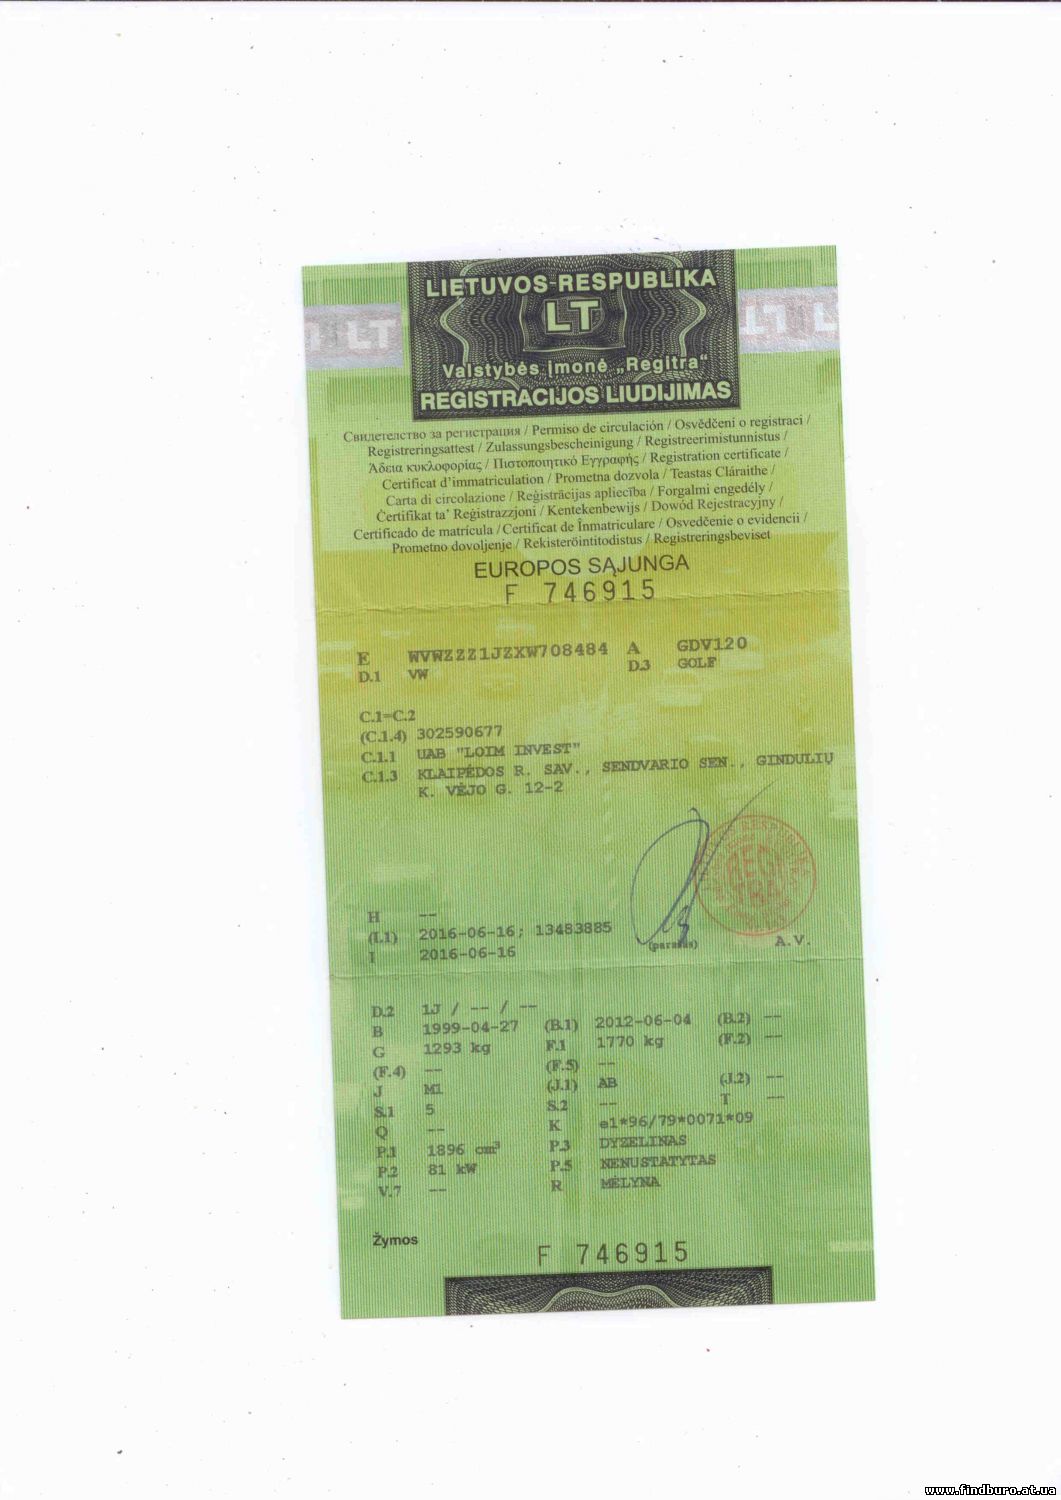 LIETUVOS RESPUBLIKA
LT
LT
LT
Valstybės įmonė „Regitra“
REGISTRACIJOS LIUDIJIMAS
Свидетелство за регистрация / Permiso de circulación / Osvědčení o registraci /
Registreringsattest / Zulassungsbescheinigung / Registreerimistunnistus /
Άδεια κυκλοφορίας / Πιστοποιητικό Εγγραφής / Registration certificate /
Certificat d'immatriculation / Prometna dozvola / Teastas Cláraithe /
Carta di circolazione / Reģistrācijas apliecība / Forgalmi engedély /
Ċertifikat ta' Reġistrazzjoni / Kentekenbewijs / Dowód Rejestracyjny /
Certificado de matrícula / Certificat de Înmatriculare / Osvedčenie o evidencii /
Prometno dovoljenje / Rekisteröintitodistus / Registreringsbeviset
EUROPOS SĄJUNGA
F 746915
E WVWZZZ1JZXW708484 A GDV120
D.1 VW D.3 GOLF
C.1=C.2
(C.1.4) 302590677
C.1.1 UAB "LOIM INVEST"
C.1.3 KLAIPĖDOS R. SAV., SENDVARIO SEN., GINDULIŲ
K. VĖJO G. 12-2
REGITRA
H --
(I.1) 2016-06-16; 13483885
(parašas) A.V.
I 2016-06-16
D.2 1J / -- / --
B 1999-04-27 (B.1) 2012-06-04 (B.2) --
G 1293 kg F.1 1770 kg (F.2) --
(F.4) -- (F.5) --
J M1 (J.1) AB (J.2) --
S.1 5 S.2 -- T --
Q -- K e1*96/79*0071*09
P.1 1896 cm³ P.3 DYZELINAS
P.2 81 kW P.5 NENUSTATYTAS
V.7 -- R MĖLYNA
Žymos
F 746915
www.findburo.at.ua